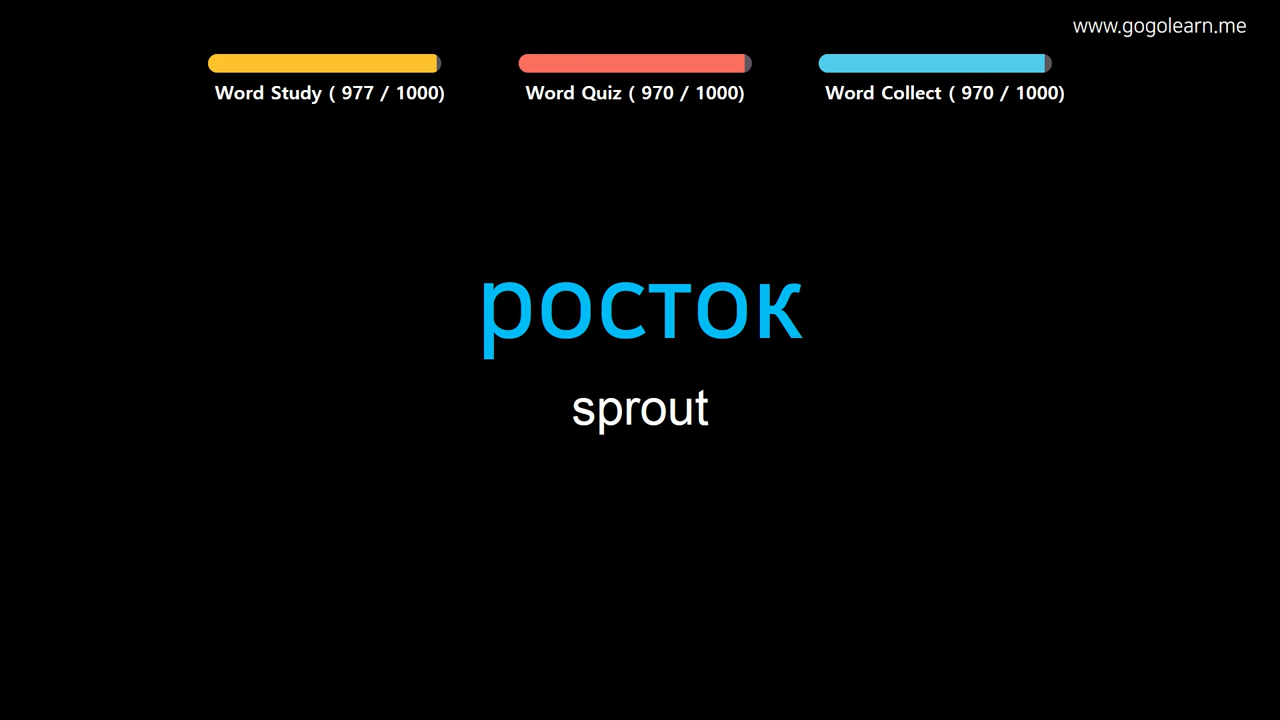 www.gogolearn.me
Word Study ( 977 / 1000)
Word Quiz ( 970 / 1000)
Word Collect ( 970 / 1000)
росток
sprout